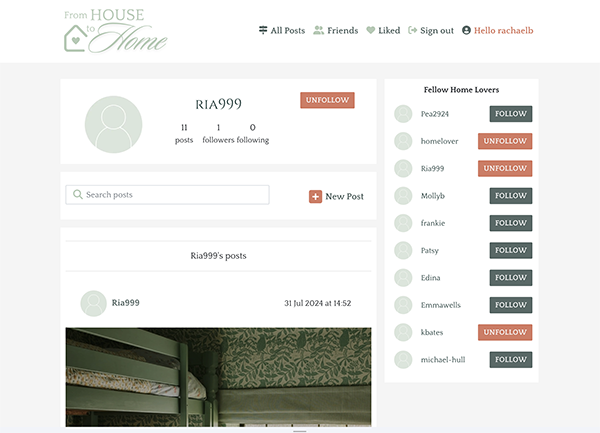 From HOUSE
to
Home
All Posts
Friends
Liked
Sign out
Hello rachaelb
RIA999
UNFOLLOW
11
posts
1
followers
0
following
Search posts
New Post
Ria999's posts
Ria999
31 Jul 2024 at 14:52
Fellow Home Lovers
Pea2924 FOLLOW
homelover UNFOLLOW
Ria999 UNFOLLOW
Mollyb FOLLOW
frankie FOLLOW
Patsy FOLLOW
Edina FOLLOW
Emmawells FOLLOW
kbates UNFOLLOW
michael-hull FOLLOW